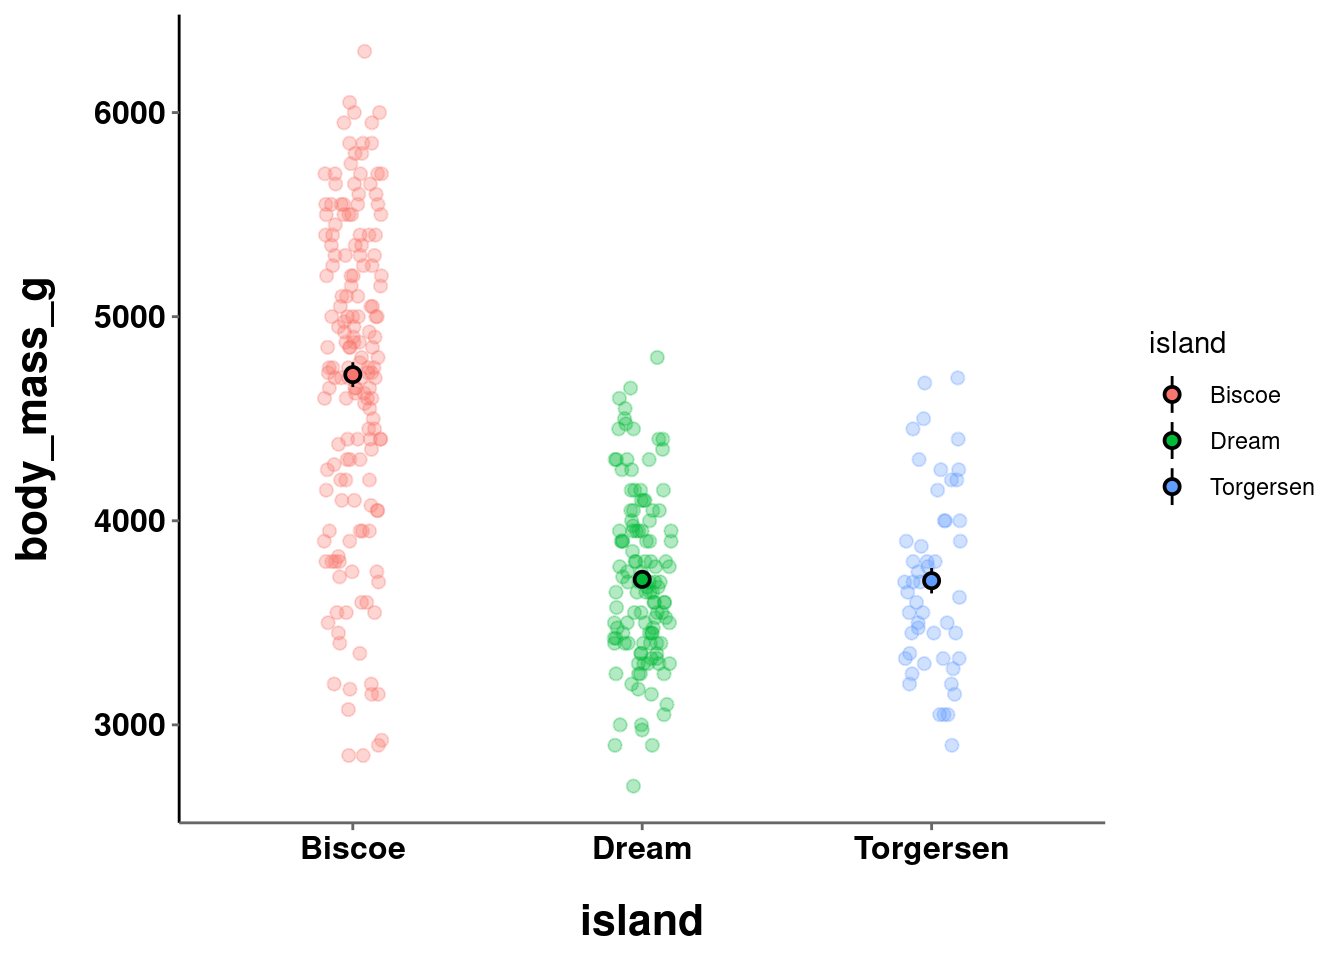 body_mass_g
6000
5000
4000
3000
Biscoe Dream Torgersen
island
island
Biscoe
Dream
Torgersen